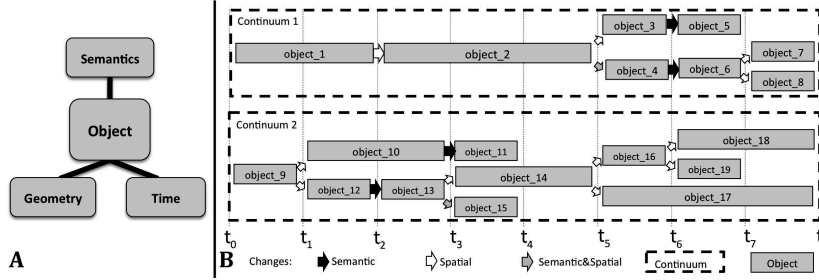 Semantics
Object
Geometry
Time
A
Continuum 1
object_1
object_2
object_3
object_5
object_4
object_6
object_7
object_8
Continuum 2
object_9
object_10
object_11
object_12
object_13
object_14
object_15
object_16
object_18
object_19
object_17
t0 t1 t2 t3 t4 t5 t6 t7 t
B
Changes: Semantic Spatial Semantic&Spatial Continuum Object